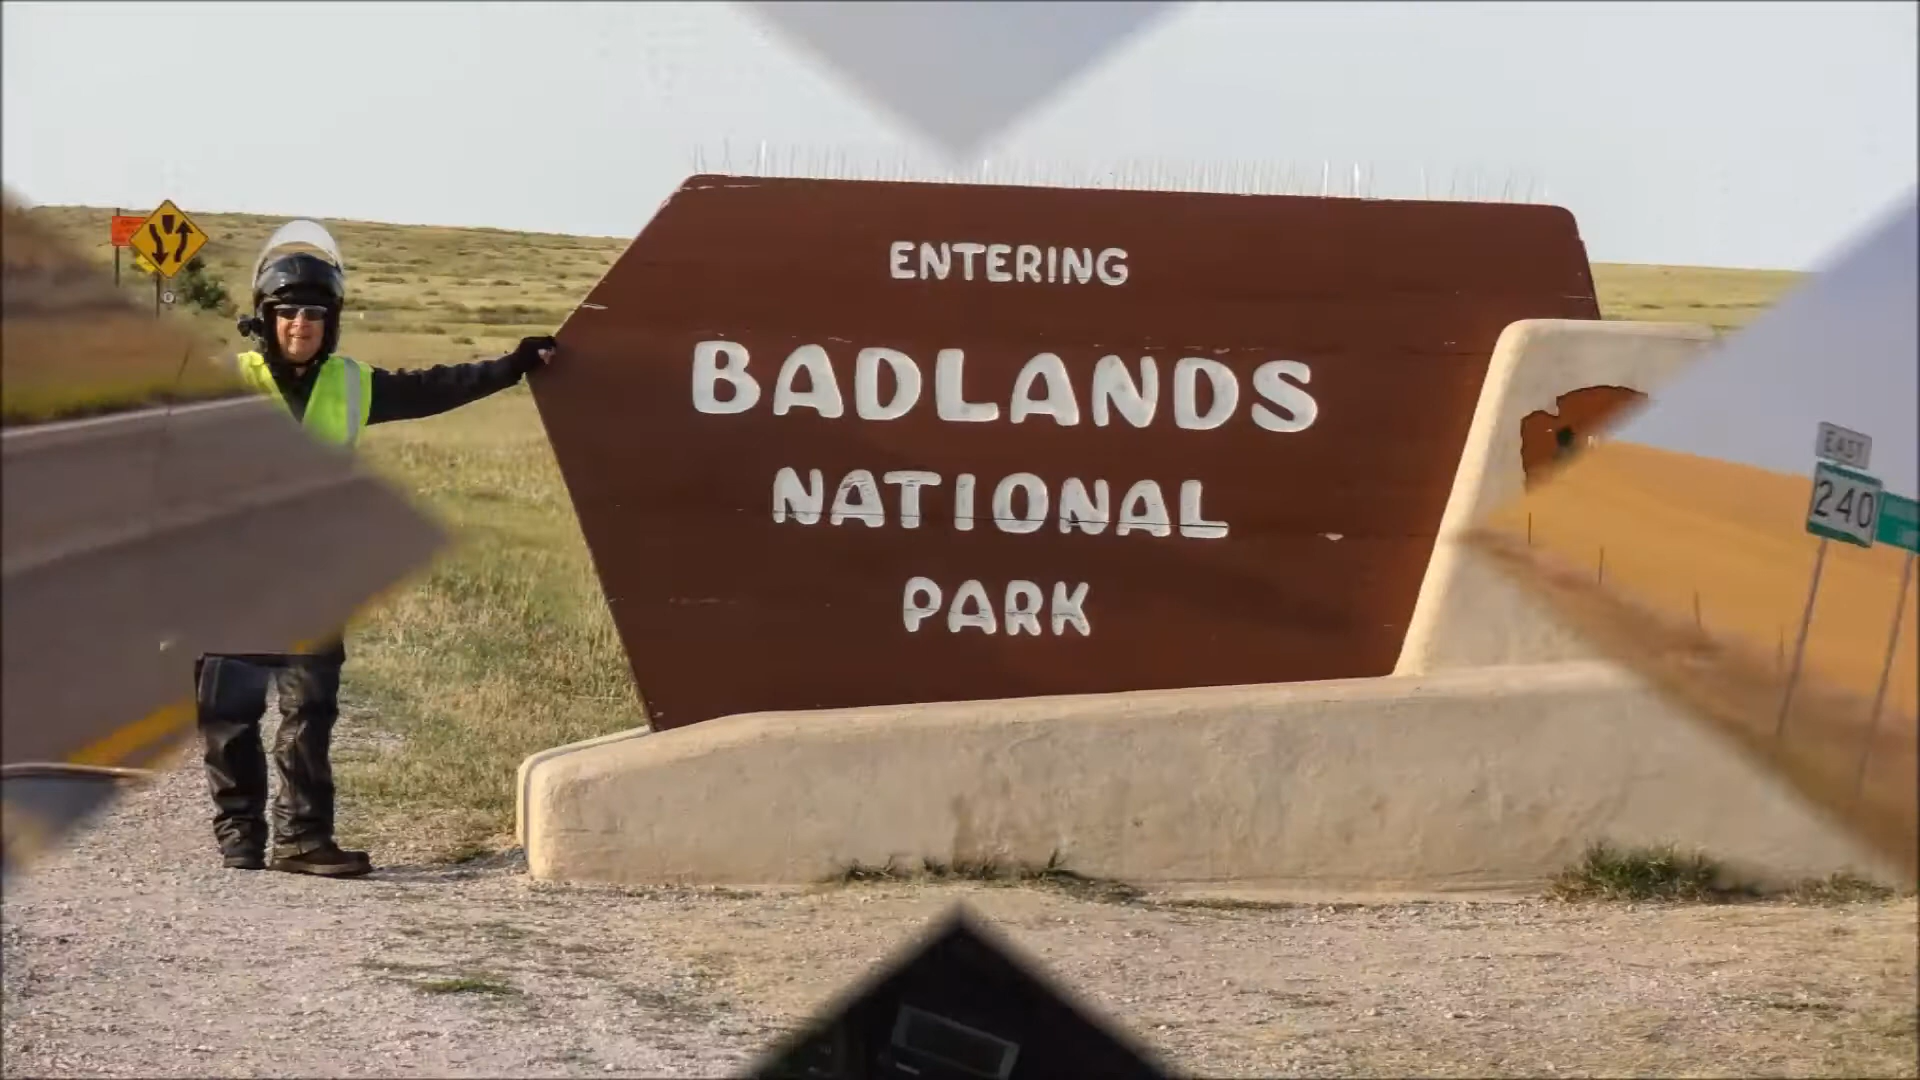 ENTERING
BADLANDS
NATIONAL
PARK
EAST
240